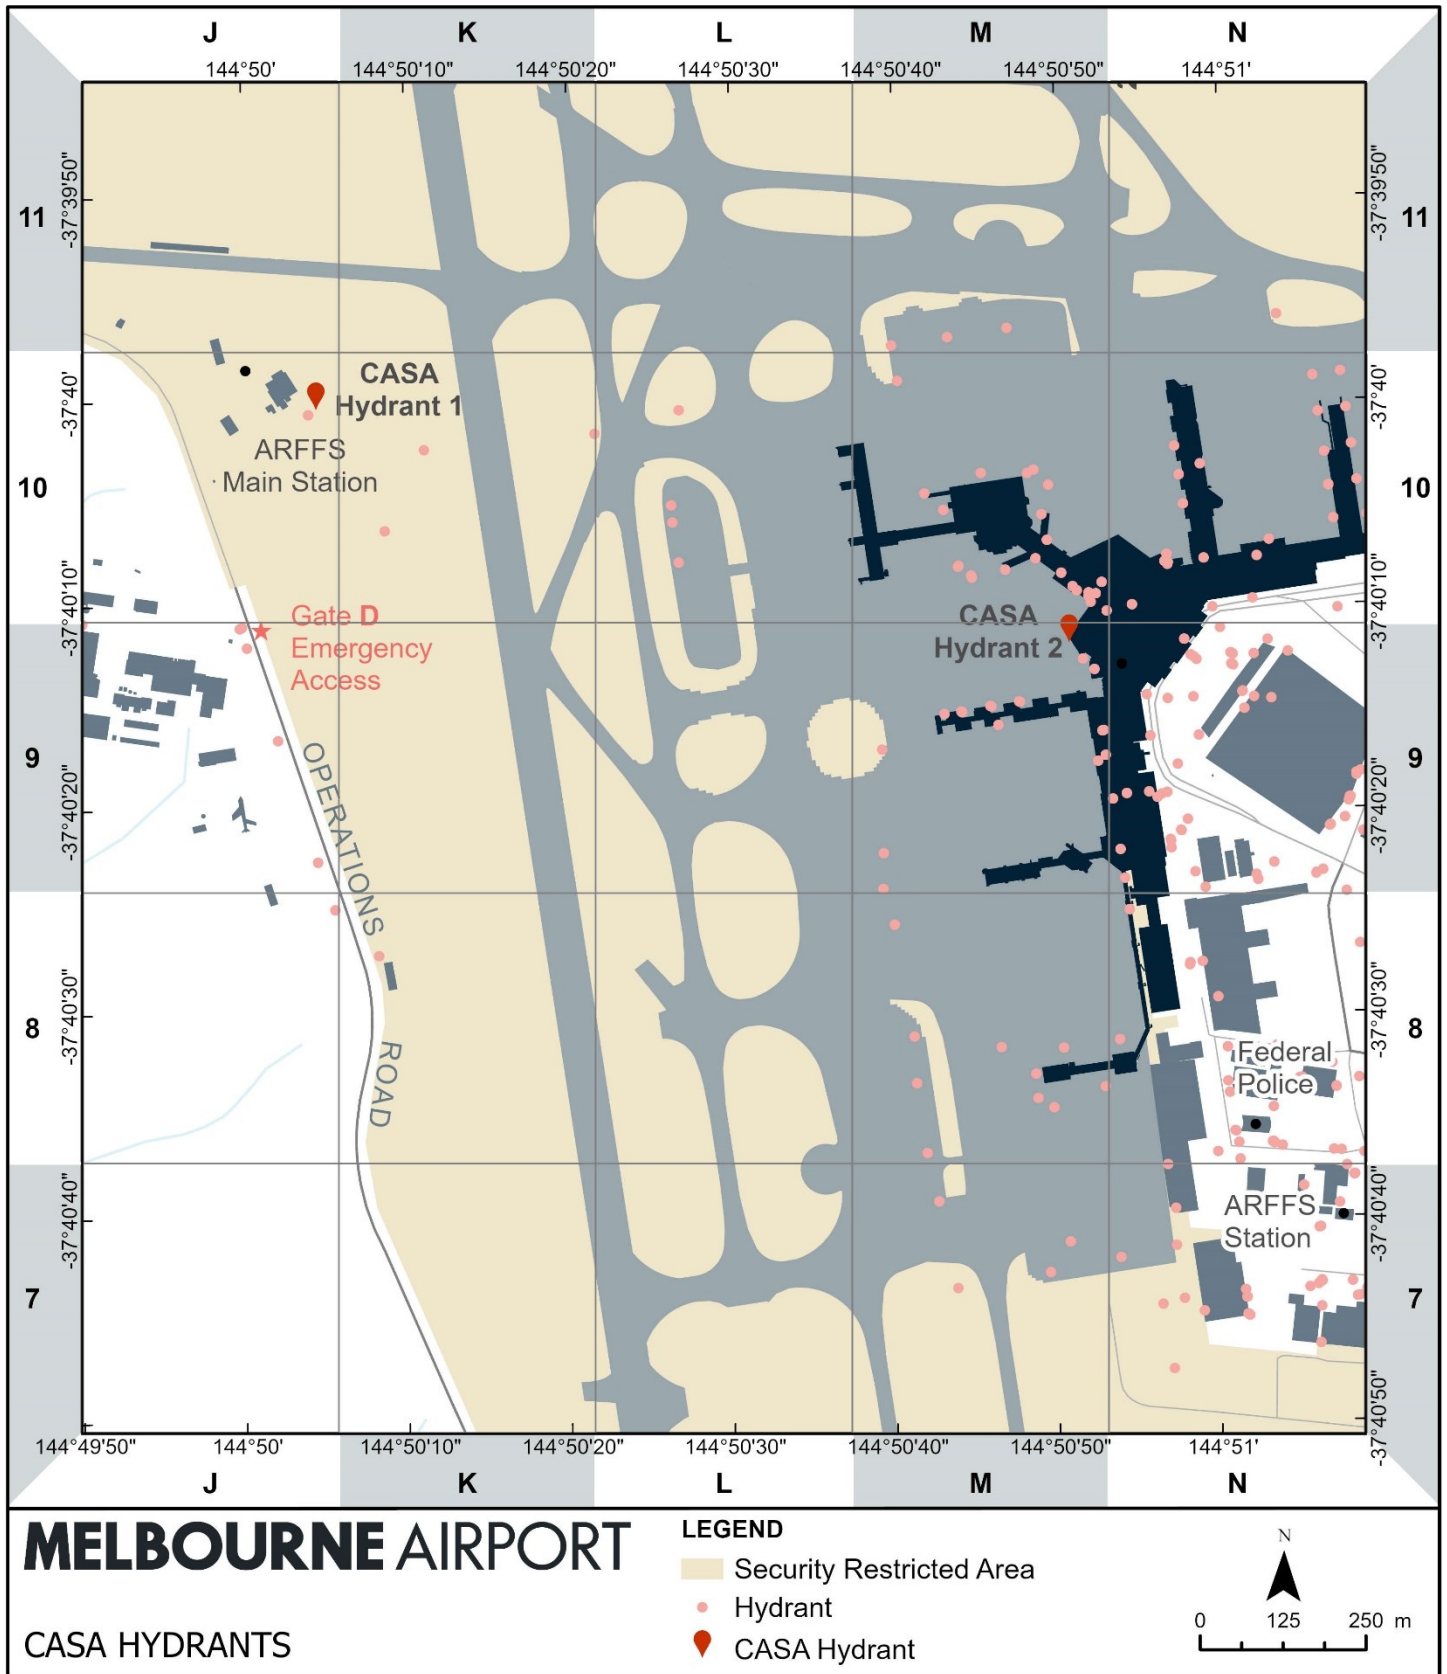 J K L M N
144°50' 144°50'10" 144°50'20" 144°50'30" 144°50'40" 144°50'50" 144°51'
-37°39'50"
-37°39'50"
11
11
CASA
Hydrant 1
-37°40'
-37°40'
ARFFS
Main Station
10
10
-37°40'10"
-37°40'10"
Gate D
Emergency
Access
CASA
Hydrant 2
9
9
OPERATIONS
-37°40'20"
-37°40'20"
-37°40'30"
-37°40'30"
8
8
ROAD
Federal
Police
-37°40'40"
-37°40'40"
ARFFS
Station
7
7
-37°40'50"
144°49'50" 144°50' 144°50'10" 144°50'20" 144°50'30" 144°50'40" 144°50'50" 144°51'
J K L M N
MELBOURNE AIRPORT
CASA HYDRANTS
LEGEND
Security Restricted Area
Hydrant
CASA Hydrant
N
0 125 250 m